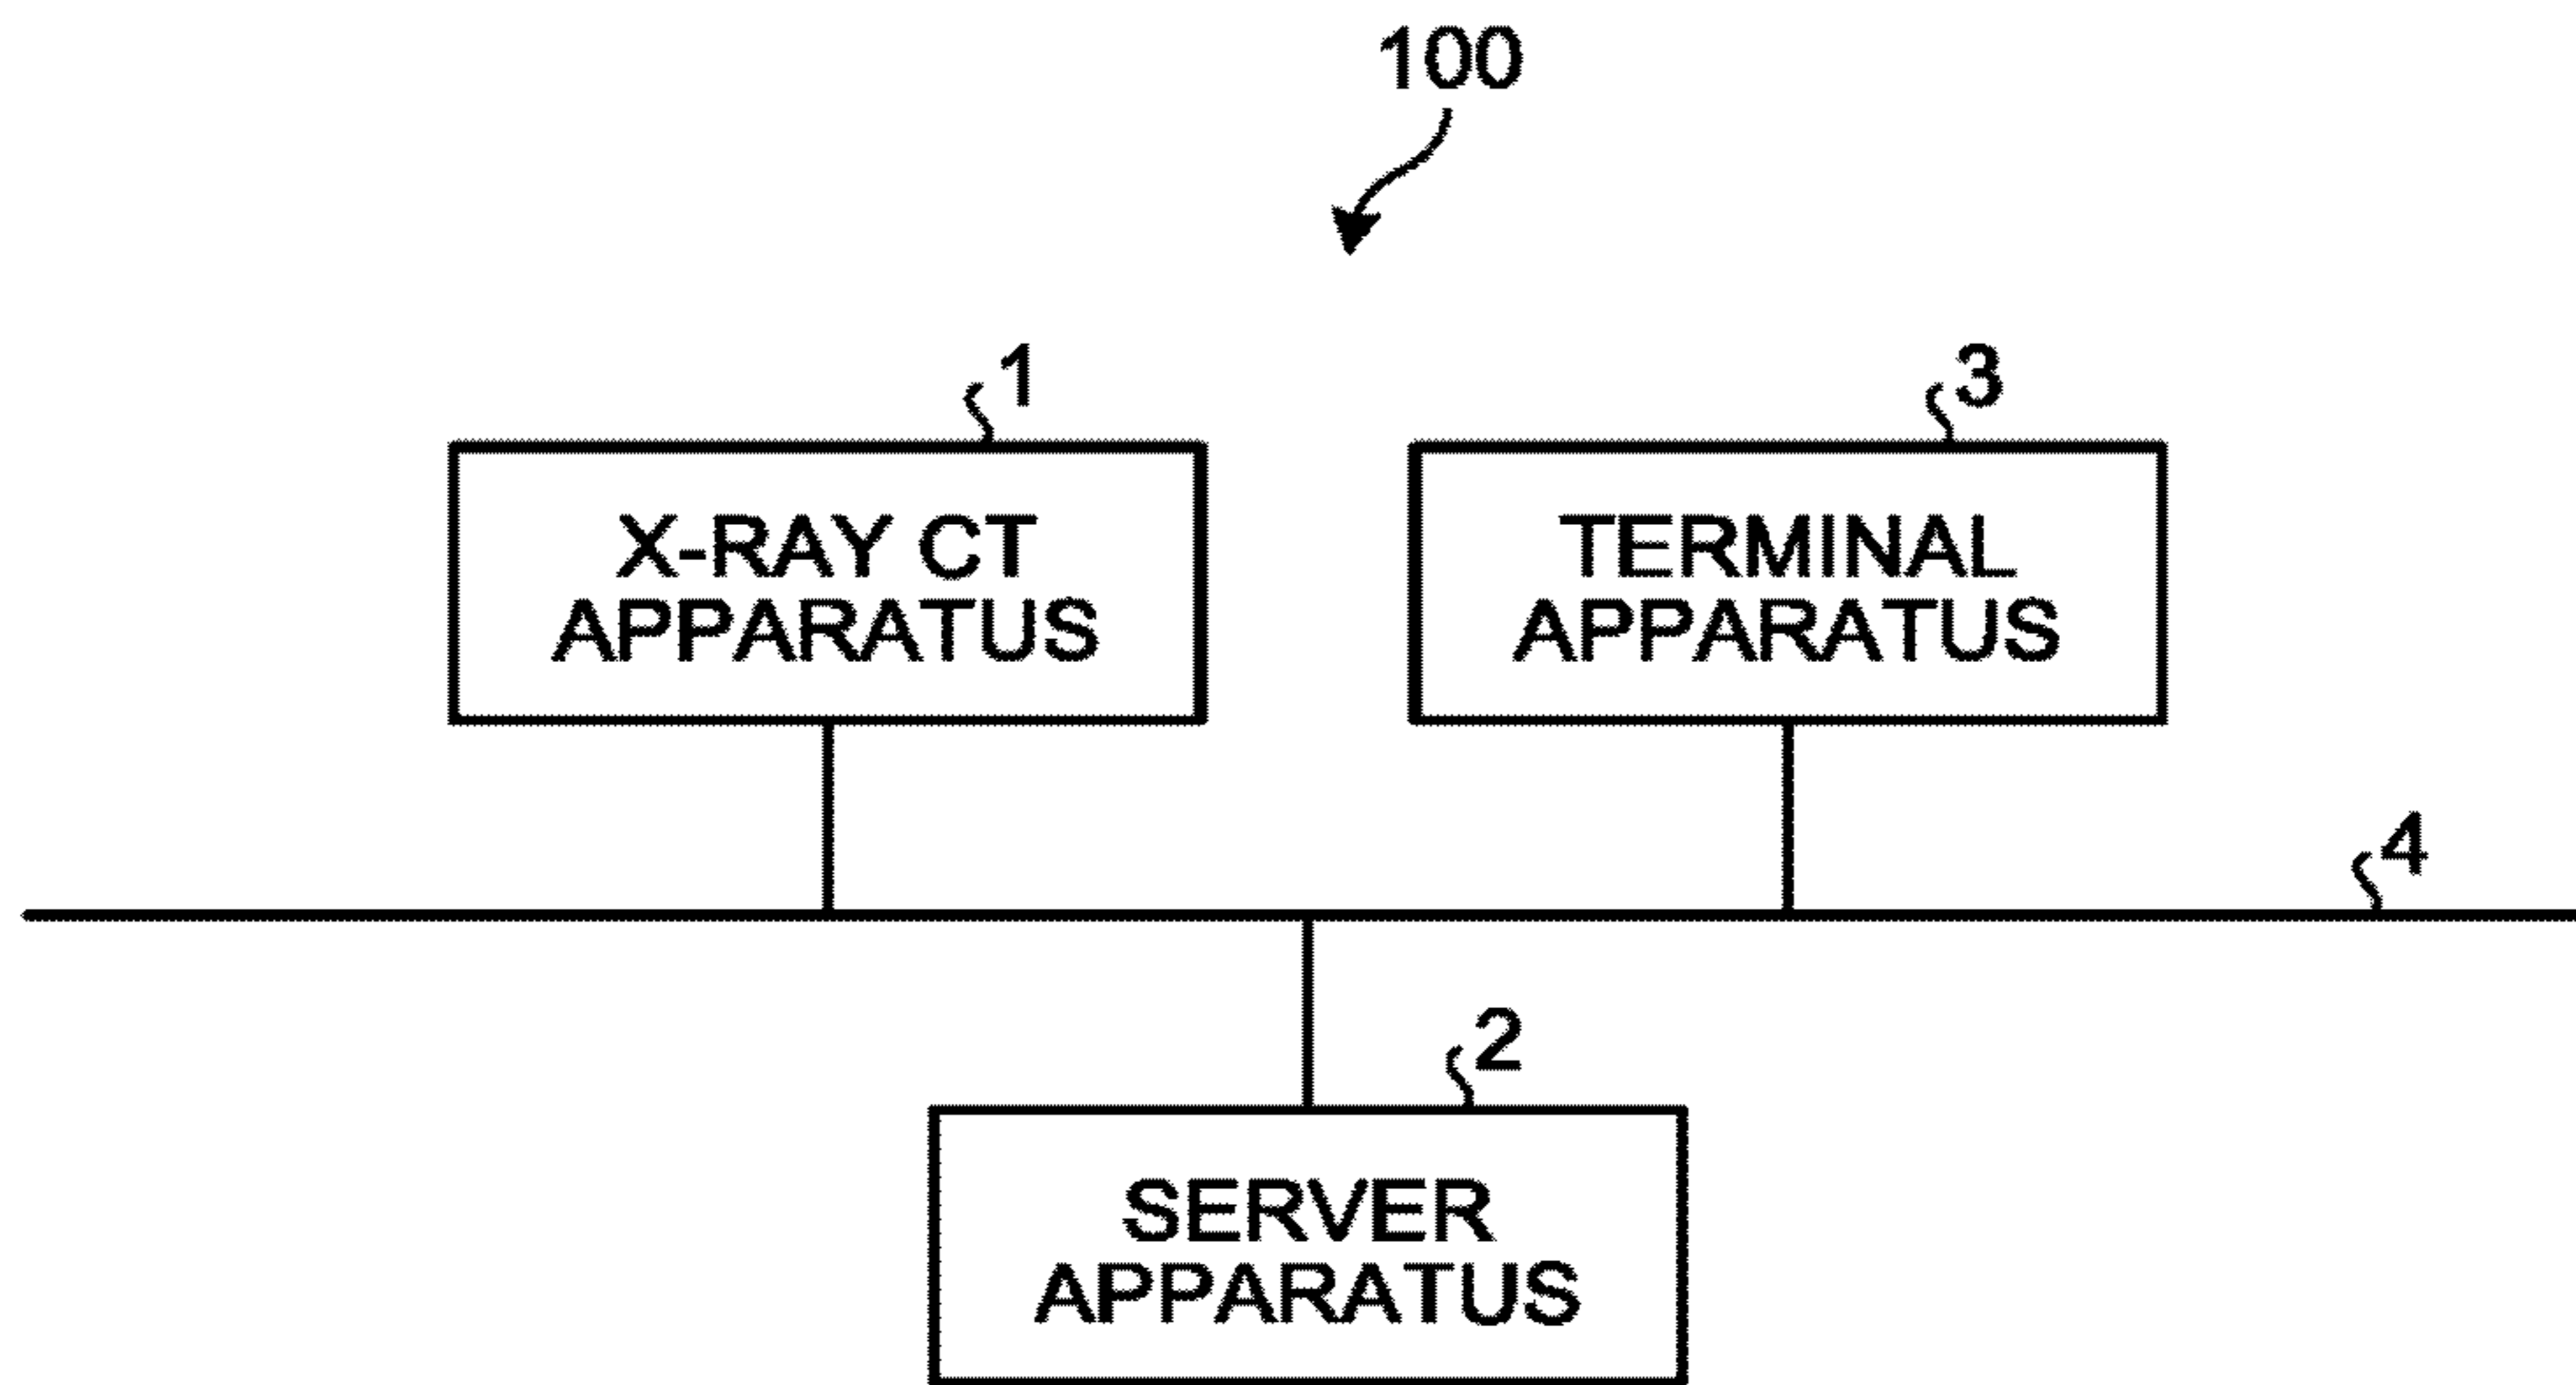 100
1
3
X-RAY CT
APPARATUS
TERMINAL
APPARATUS
4
2
SERVER
APPARATUS